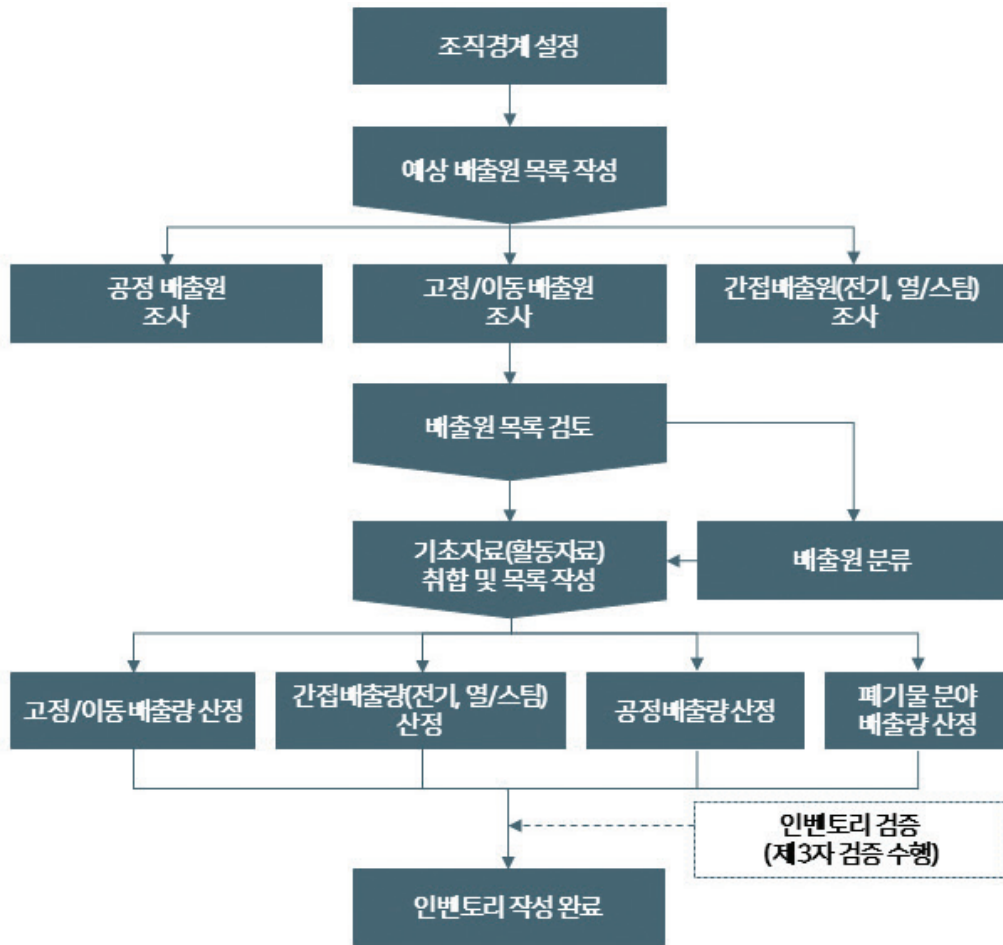 조직경계 설정
예상 배출원 목록 작성
공정 배출원
조사
고정/이동 배출원
조사
간접배출원(전기, 열/스팀)
조사
배출원 목록 검토
기초자료(활동자료)
취합 및 목록 작성
배출원 분류
고정/이동배출량 산정
간접배출량(전기, 열/스팀)
산정
공정배출량 산정
폐기물 분야
배출량 산정
인벤토리 검증
(제3자 검증 수행)
인벤토리 작성 완료